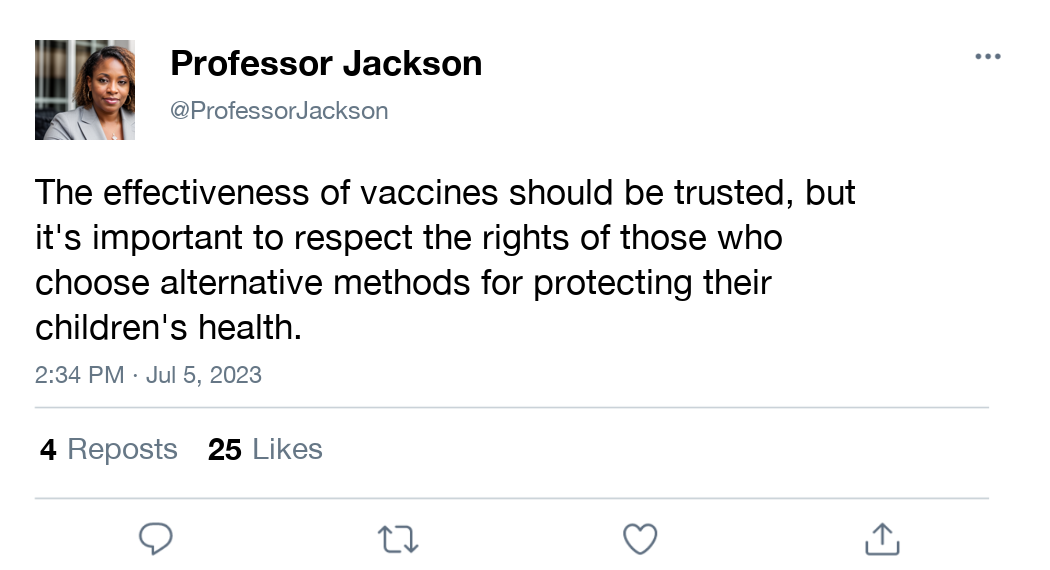 Professor Jackson
@ProfessorJackson
The effectiveness of vaccines should be trusted, but
it's important to respect the rights of those who
choose alternative methods for protecting their
children's health.
2:34 PM · Jul 5, 2023
4 Reposts 25 Likes